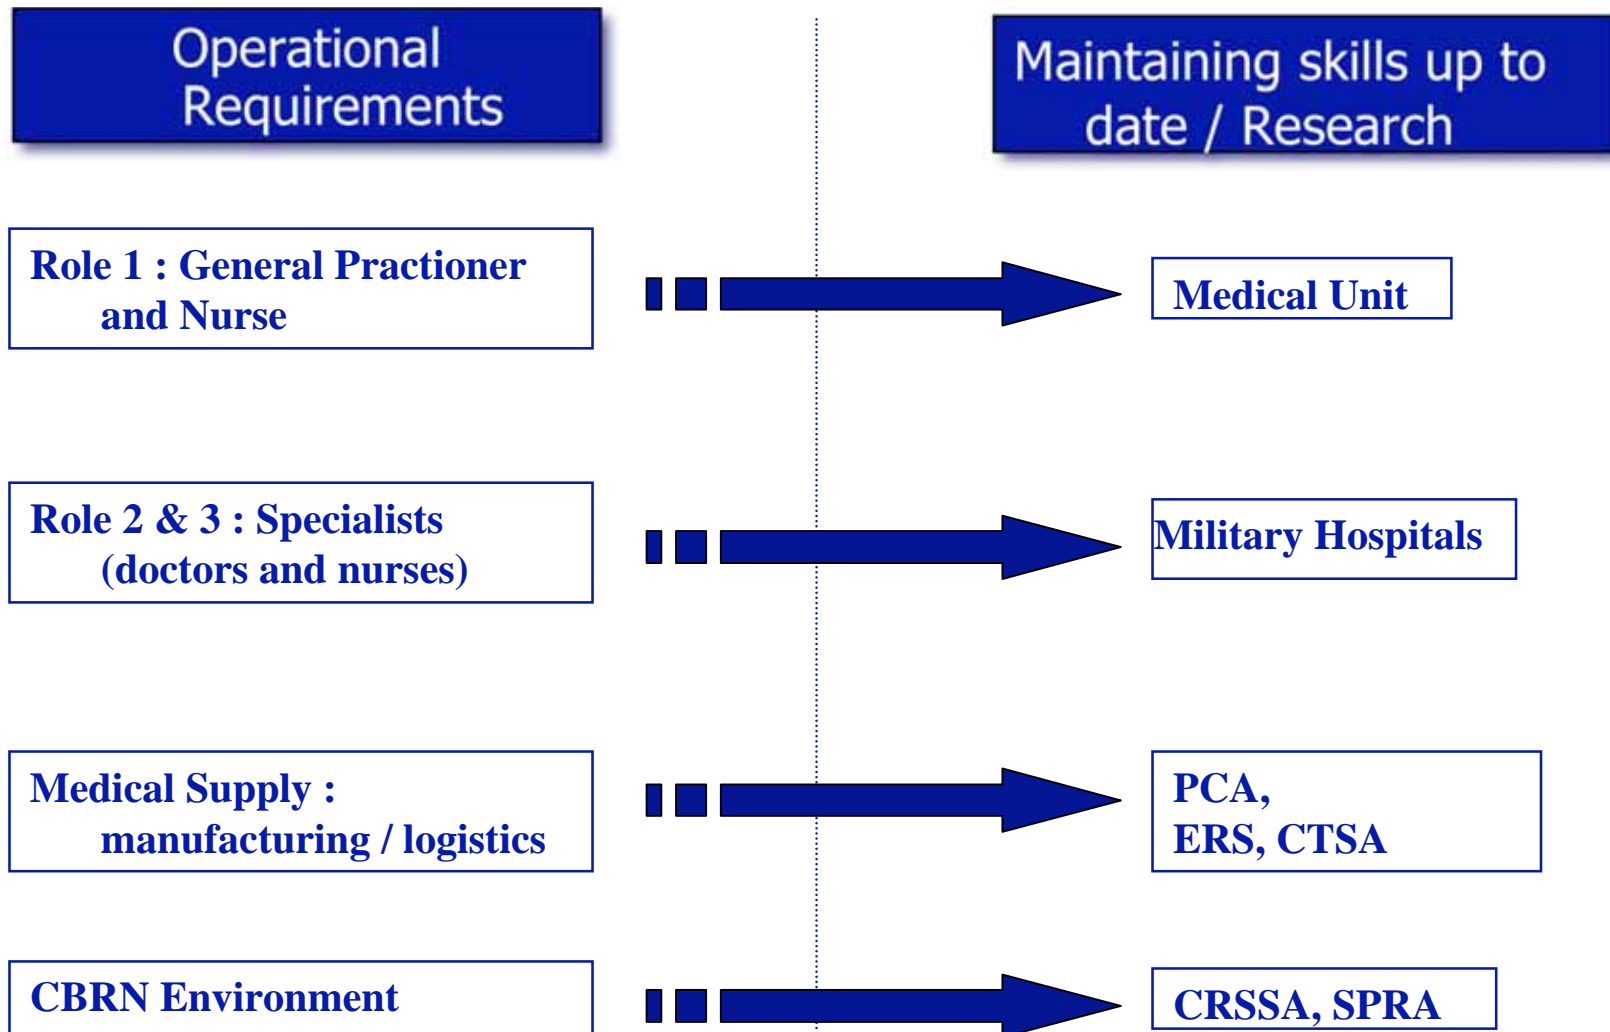 Operational
Requirements
Maintaining skills up to
date / Research
Role 1 : General Practioner
and Nurse
Medical Unit
Role 2 & 3 : Specialists
(doctors and nurses)
Military Hospitals
Medical Supply :
manufacturing / logistics
PCA,
ERS, CTSA
CBRN Environment
CRSSA, SPRA